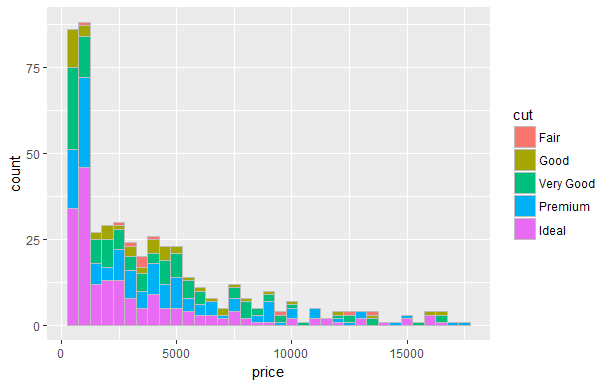 75
50
25
0
count
0
5000
10000
15000
price
cut
Fair
Good
Very Good
Premium
Ideal